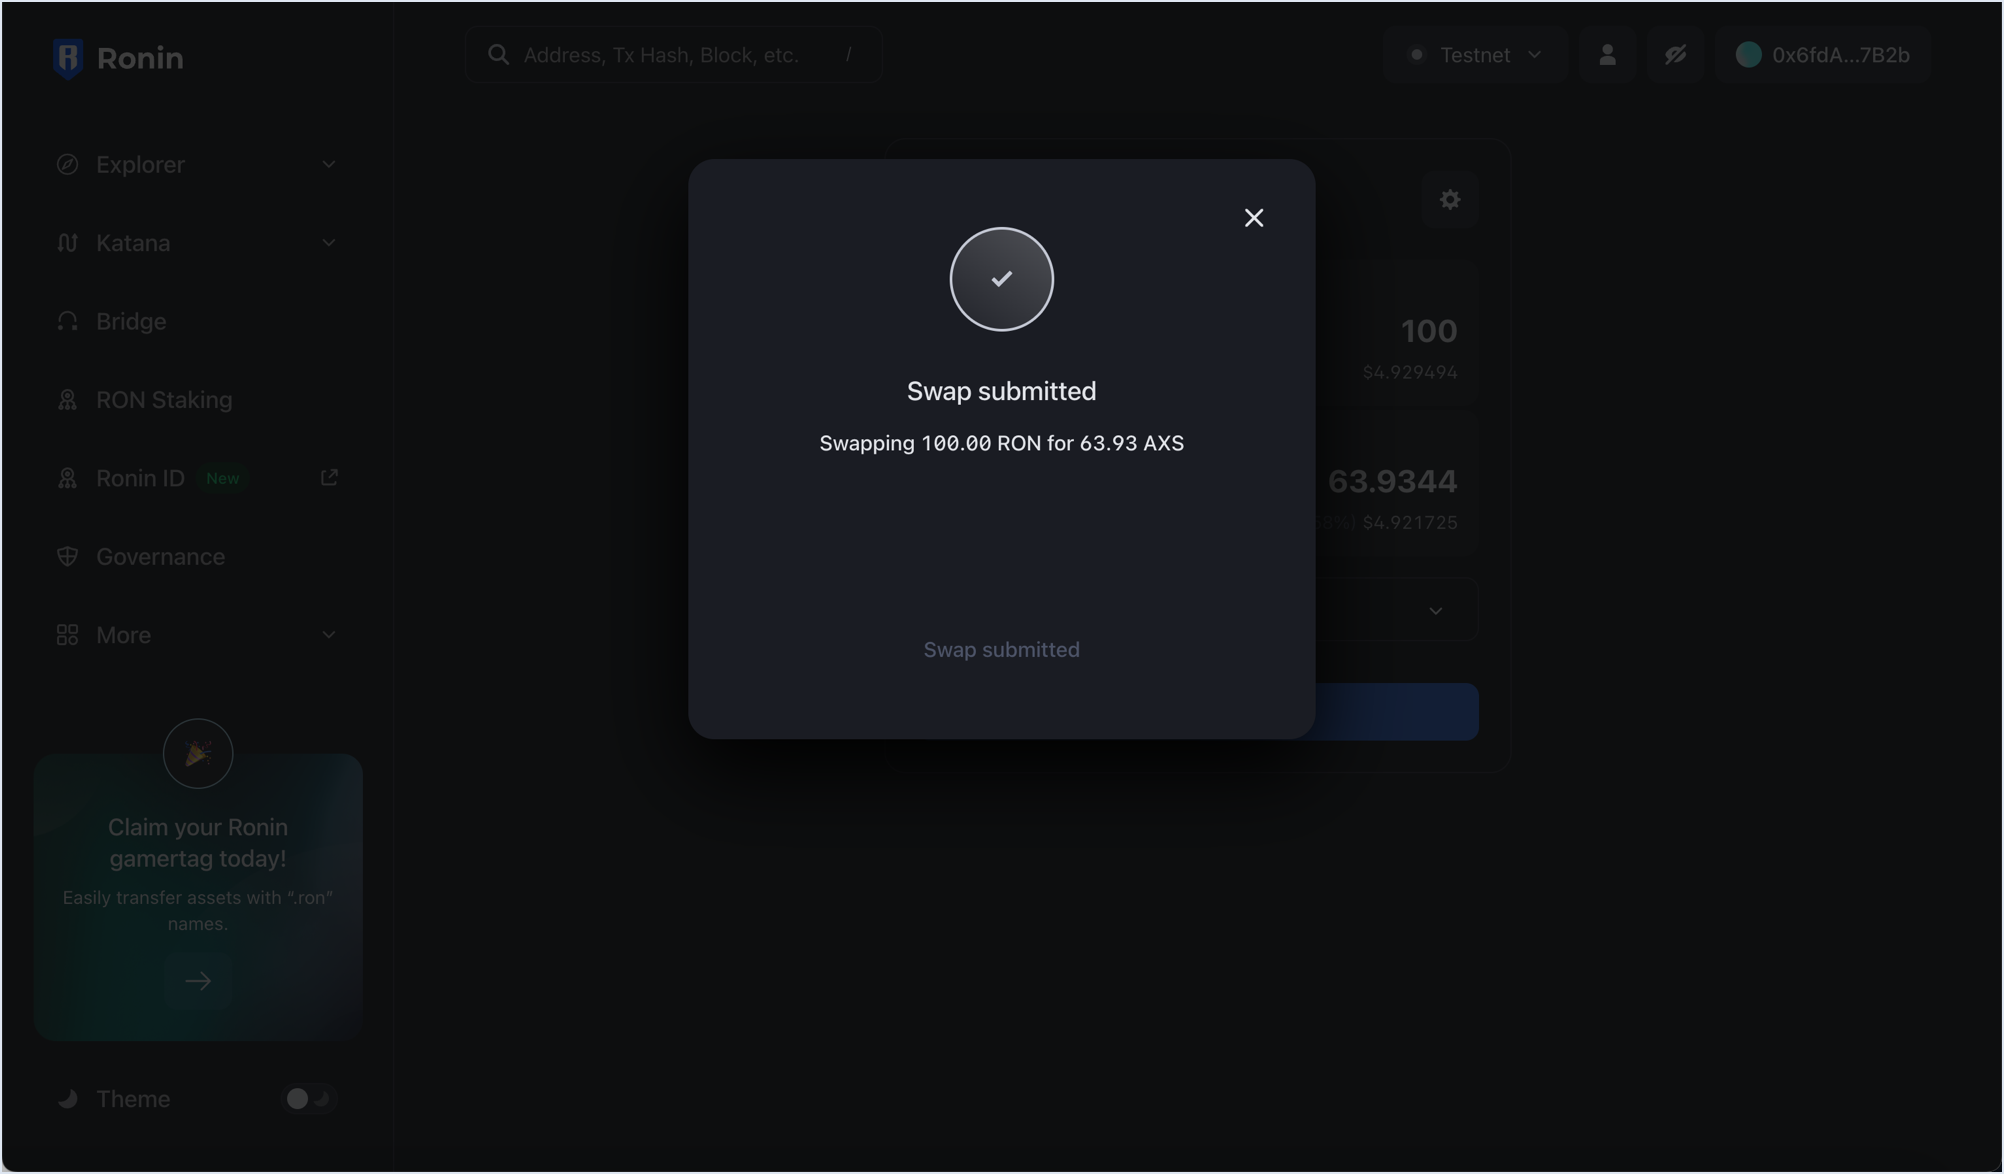 Ronin
Address, Tx Hash, Block, etc.
/
Testnet
0x6fdA...7B2b
Explorer
Katana
Bridge
RON Staking
Ronin ID
New
Governance
More
Claim your Ronin
gamertag today!
Easily transfer assets with “.ron”
names.
Theme
Swap submitted
Swapping 100.00 RON for 63.93 AXS
Swap submitted
100
$4.929494
63.9344
$4.921725